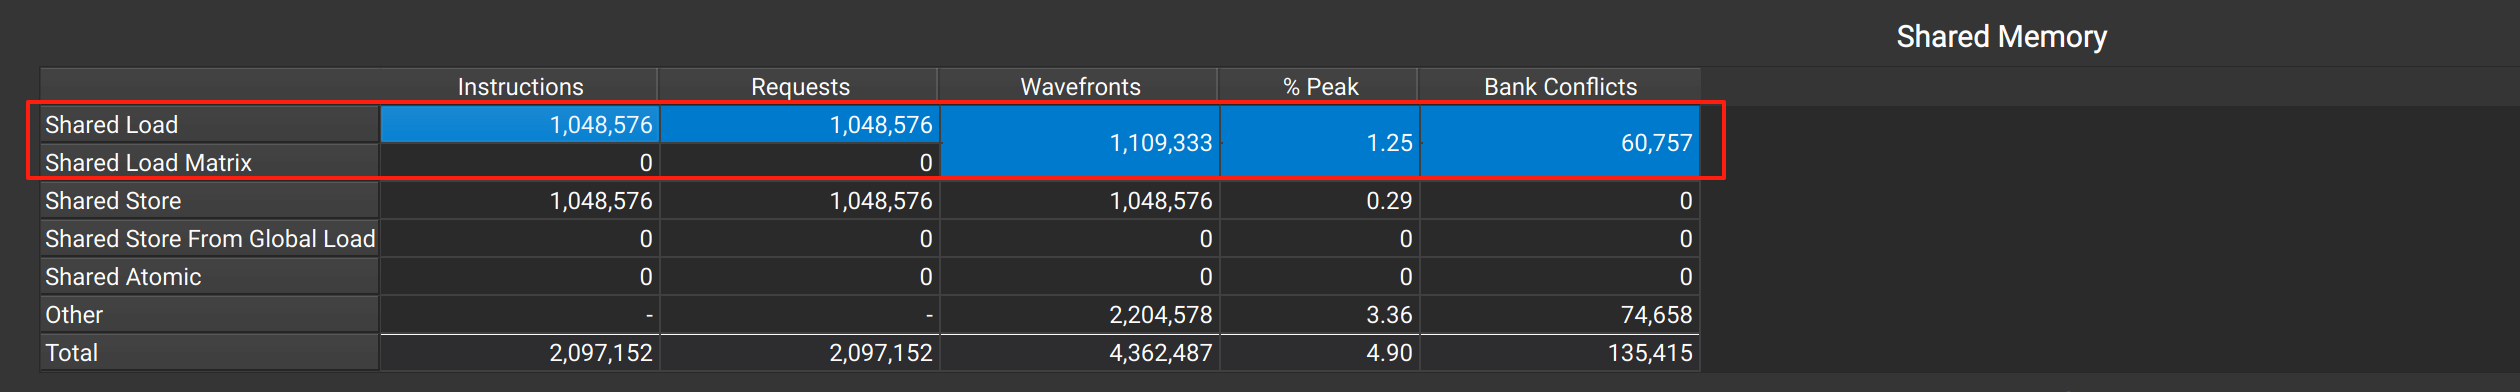 Shared Memory
Instructions Requests Wavefronts % Peak Bank Conflicts
Shared Load 1,048,576 1,048,576 1,109,333 1.25 60,757
Shared Load Matrix 0 0
Shared Store 1,048,576 1,048,576 1,048,576 0.29 0
Shared Store From Global Load 0 0 0 0 0
Shared Atomic 0 0 0 0 0
Other - - 2,204,578 3.36 74,658
Total 2,097,152 2,097,152 4,362,487 4.90 135,415